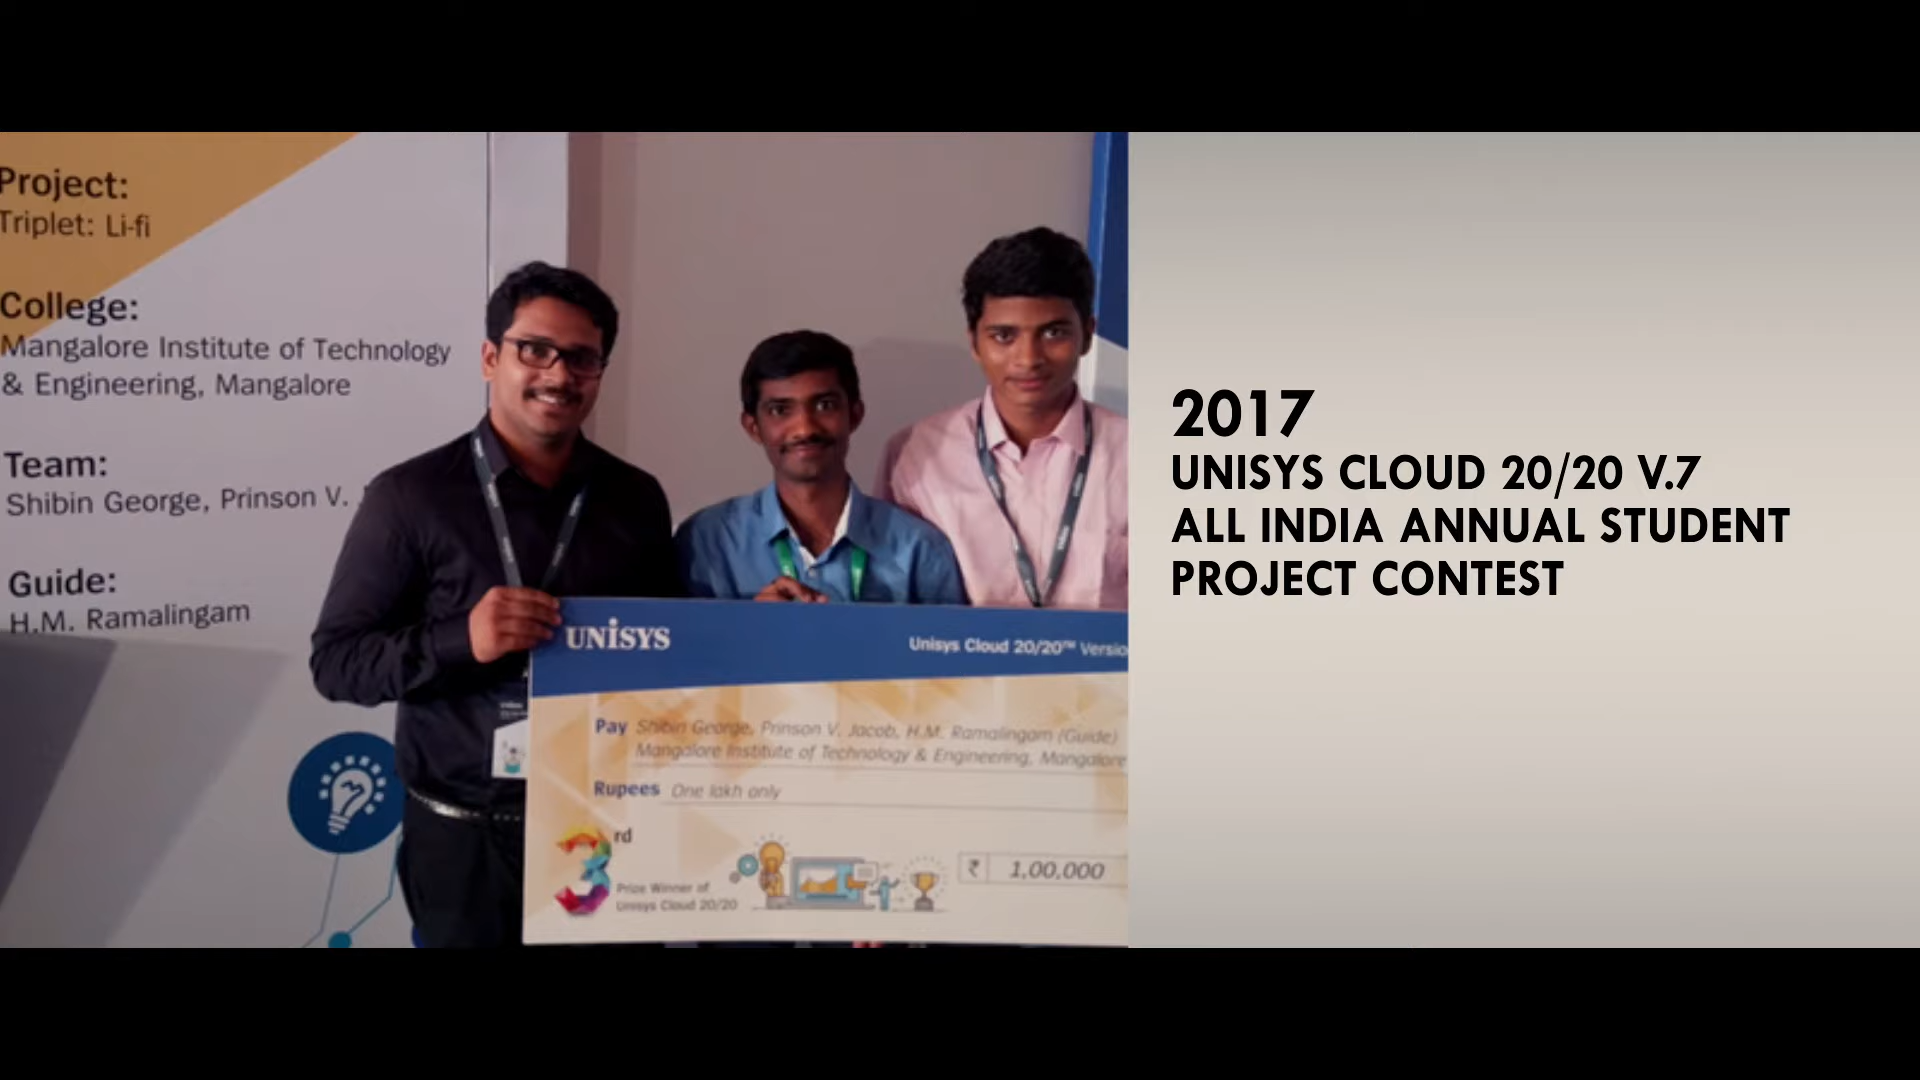 Project:
Triplet: Li-fi
College:
Mangalore Institute of Technology
& Engineering, Mangalore
Team:
Shibin George, Prinson V.
Guide:
H.M. Ramalingam
UNISYS
Unisys Cloud 20/20™ Versio
Pay Shibin George, Prinson V. Jacob, H.M. Ramalingam (Guide)
Mangalore Institute of Technology & Engineering, Mangalore
Rupees One lakh only
3rd
Prize Winner of
Unisys Cloud 20/20
₹ 1,00,000
2017
UNISYS CLOUD 20/20 V.7
ALL INDIA ANNUAL STUDENT
PROJECT CONTEST